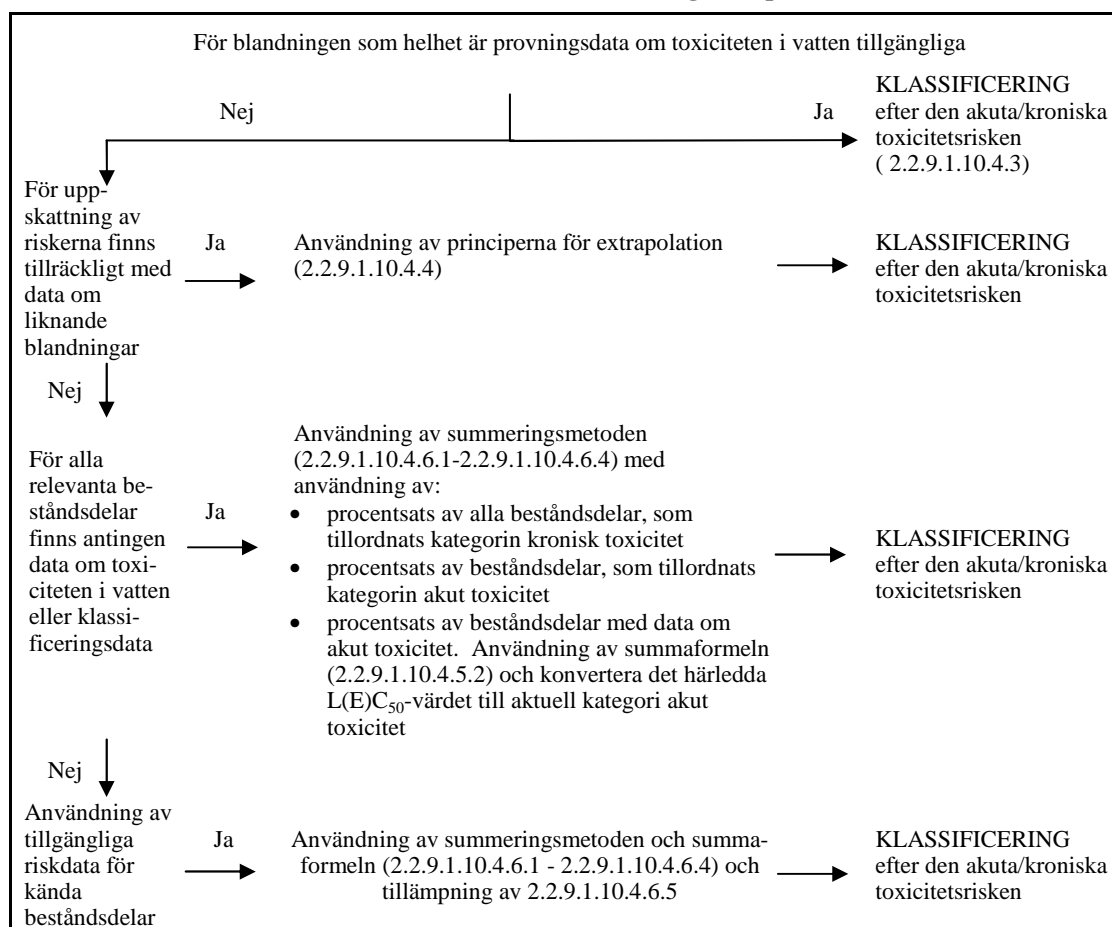 För blandningen som helhet är provningsdata om toxiciteten i vatten tillgängliga
Nej
Ja
KLASSIFICERING
efter den akuta/kroniska
toxicitetsrisken
( 2.2.9.1.10.4.3)
För upp-
skattning av
riskerna finns
tillräckligt med
data om
liknande
blandningar
Ja
Användning av principerna för extrapolation
(2.2.9.1.10.4.4)
KLASSIFICERING
efter den akuta/kroniska
toxicitetsrisken
Nej
För alla
relevanta be-
ståndsdelar
finns antingen
data om toxi-
citeten i vatten
eller klassi-
ficeringsdata
Ja
Användning av summeringsmetoden
(2.2.9.1.10.4.6.1-2.2.9.1.10.4.6.4) med
användning av:
• procentsats av alla beståndsdelar, som
tillordnats kategorin kronisk toxicitet
• procentsats av beståndsdelar, som tillordnats
kategorin akut toxicitet
• procentsats av beståndsdelar med data om
akut toxicitet. Användning av summaformeln
(2.2.9.1.10.4.5.2) och konvertera det härledda
L(E)C50-värdet till aktuell kategori akut
toxicitet
KLASSIFICERING
efter den akuta/kroniska
toxicitetsrisken
Nej
Användning av
tillgängliga
riskdata för
kända
beståndsdelar
Ja
Användning av summeringsmetoden och summa-
formeln (2.2.9.1.10.4.6.1 - 2.2.9.1.10.4.6.4) och
tillämpning av 2.2.9.1.10.4.6.5
KLASSIFICERING
efter den akuta/kroniska
toxicitetsrisken